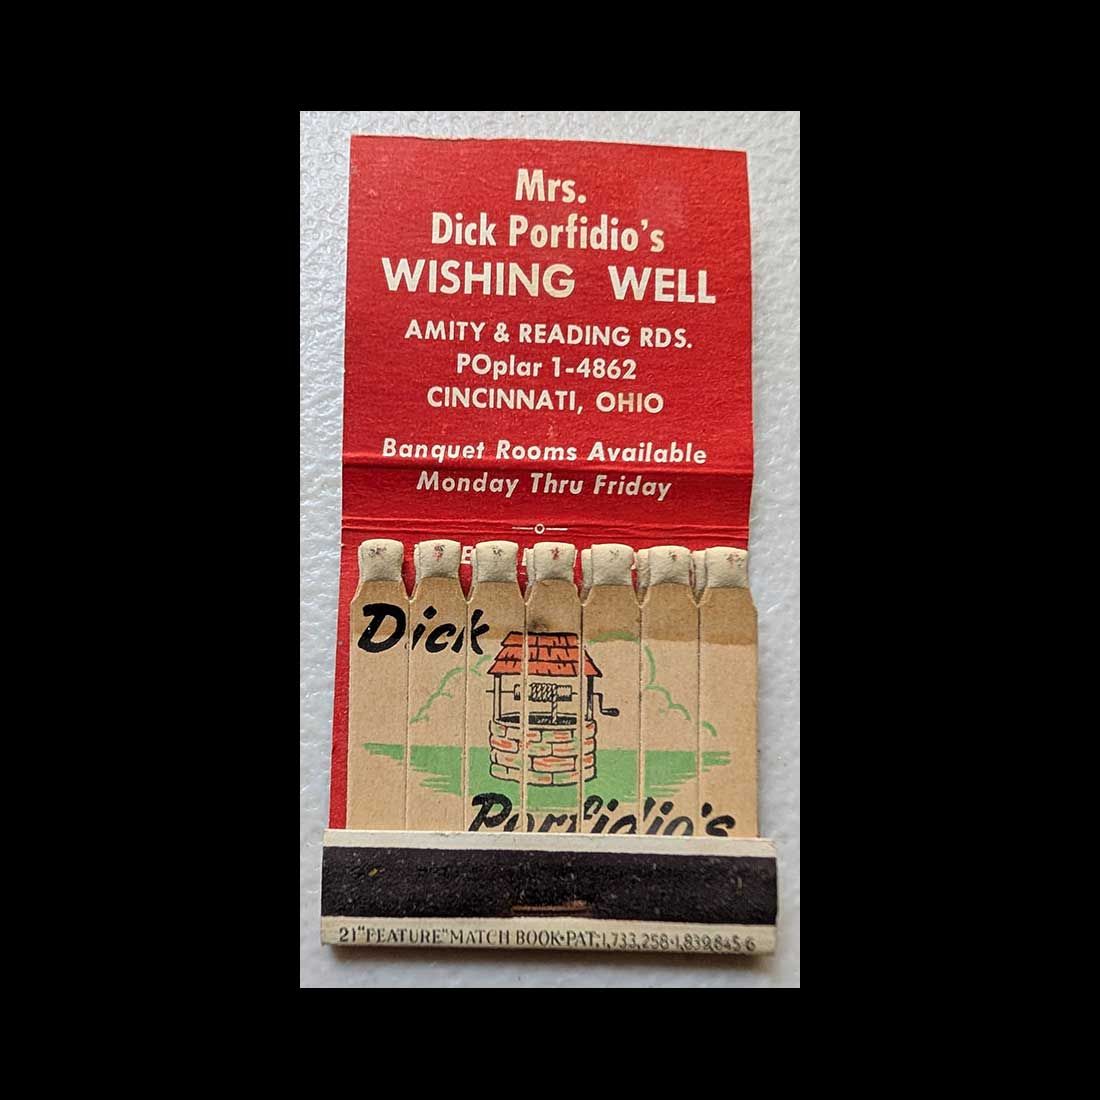 Mrs.
Dick Porfidio's
WISHING WELL
AMITY & READING RDS.
POplar 1-4862
CINCINNATI, OHIO
Banquet Rooms Available
Monday Thru Friday
Dick
Porfidio's
21 "FEATURE" MATCH BOOK•PAT. 1,733,258•1,839,845-6